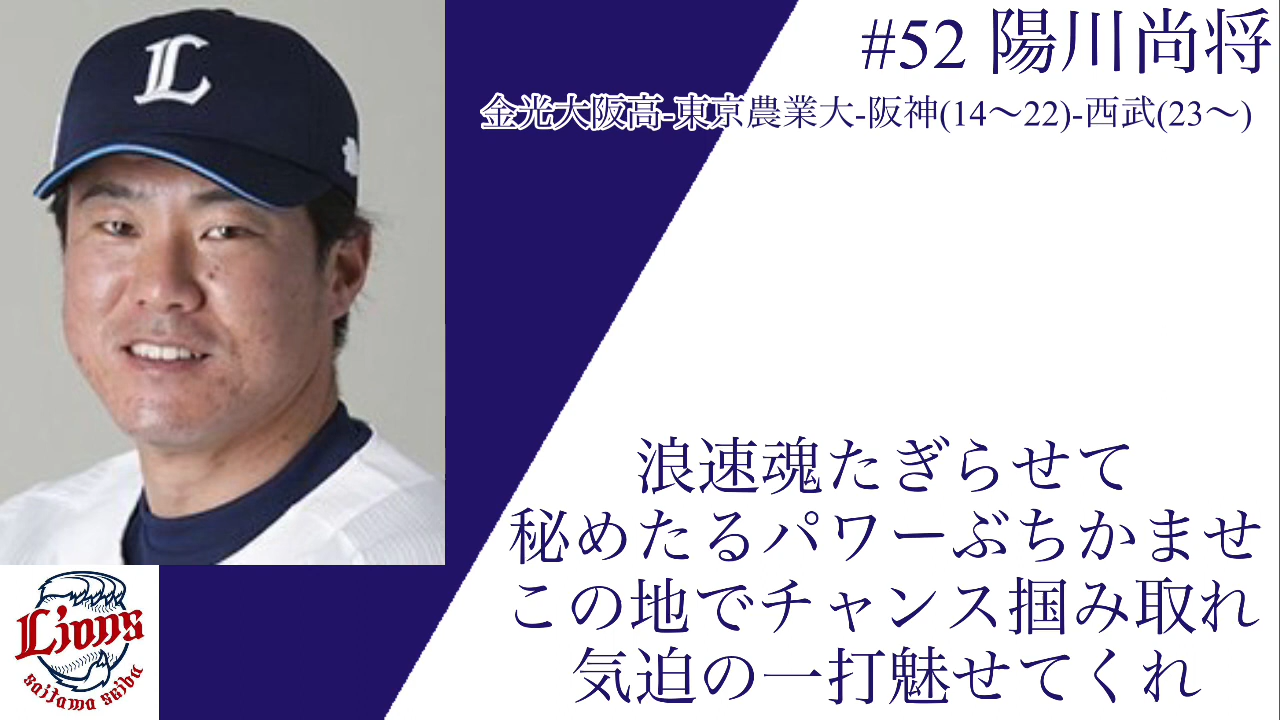 #52 陽川尚将
金光大阪高-東京農業大-阪神(14〜22)-西武(23〜)
浪速魂たぎらせて
秘めたるパワーぶちかませ
この地でチャンス掴み取れ
気迫の一打魅せてくれ
L
Lions
saitama seibu